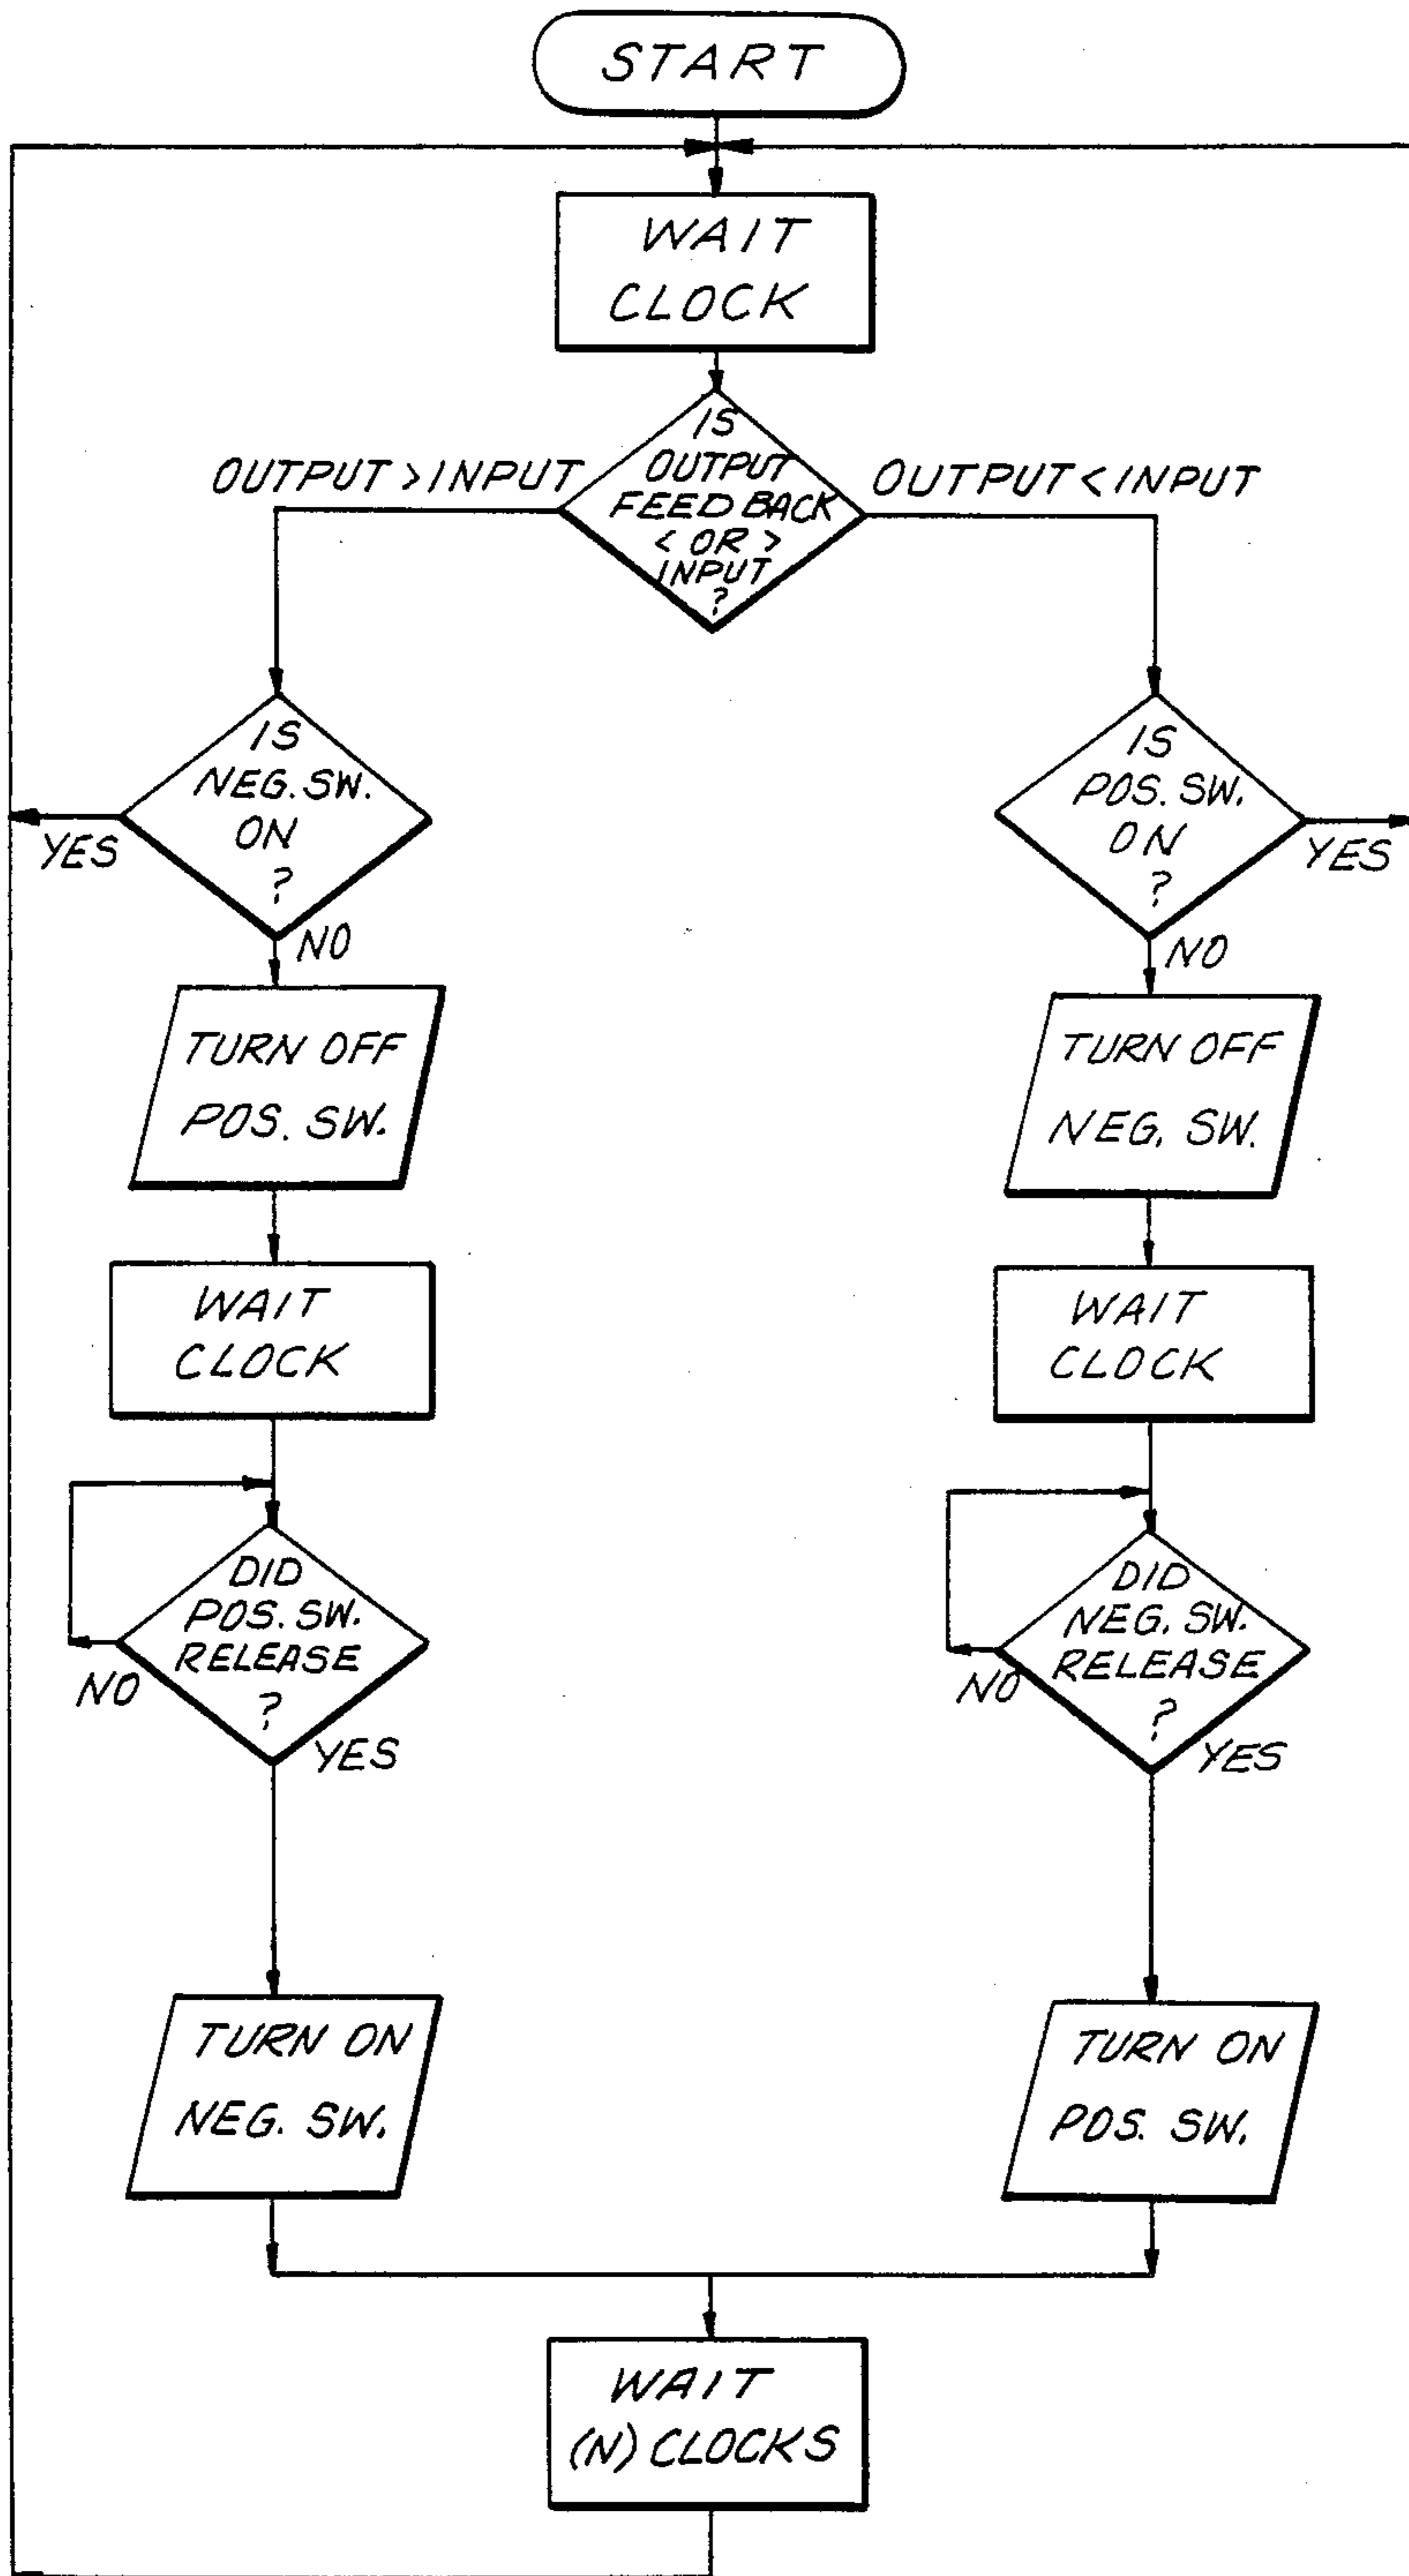 START
WAIT
CLOCK
IS
OUTPUT
FEED BACK
< OR >
INPUT
?
OUTPUT > INPUT
OUTPUT < INPUT
IS
NEG. SW.
ON
?
YES
NO
TURN OFF
POS. SW.
WAIT
CLOCK
DID
POS. SW.
RELEASE
?
NO
YES
TURN ON
NEG. SW.
IS
POS. SW.
ON
?
YES
NO
TURN OFF
NEG. SW.
WAIT
CLOCK
DID
NEG. SW.
RELEASE
?
NO
YES
TURN ON
POS. SW.
WAIT
(N) CLOCKS